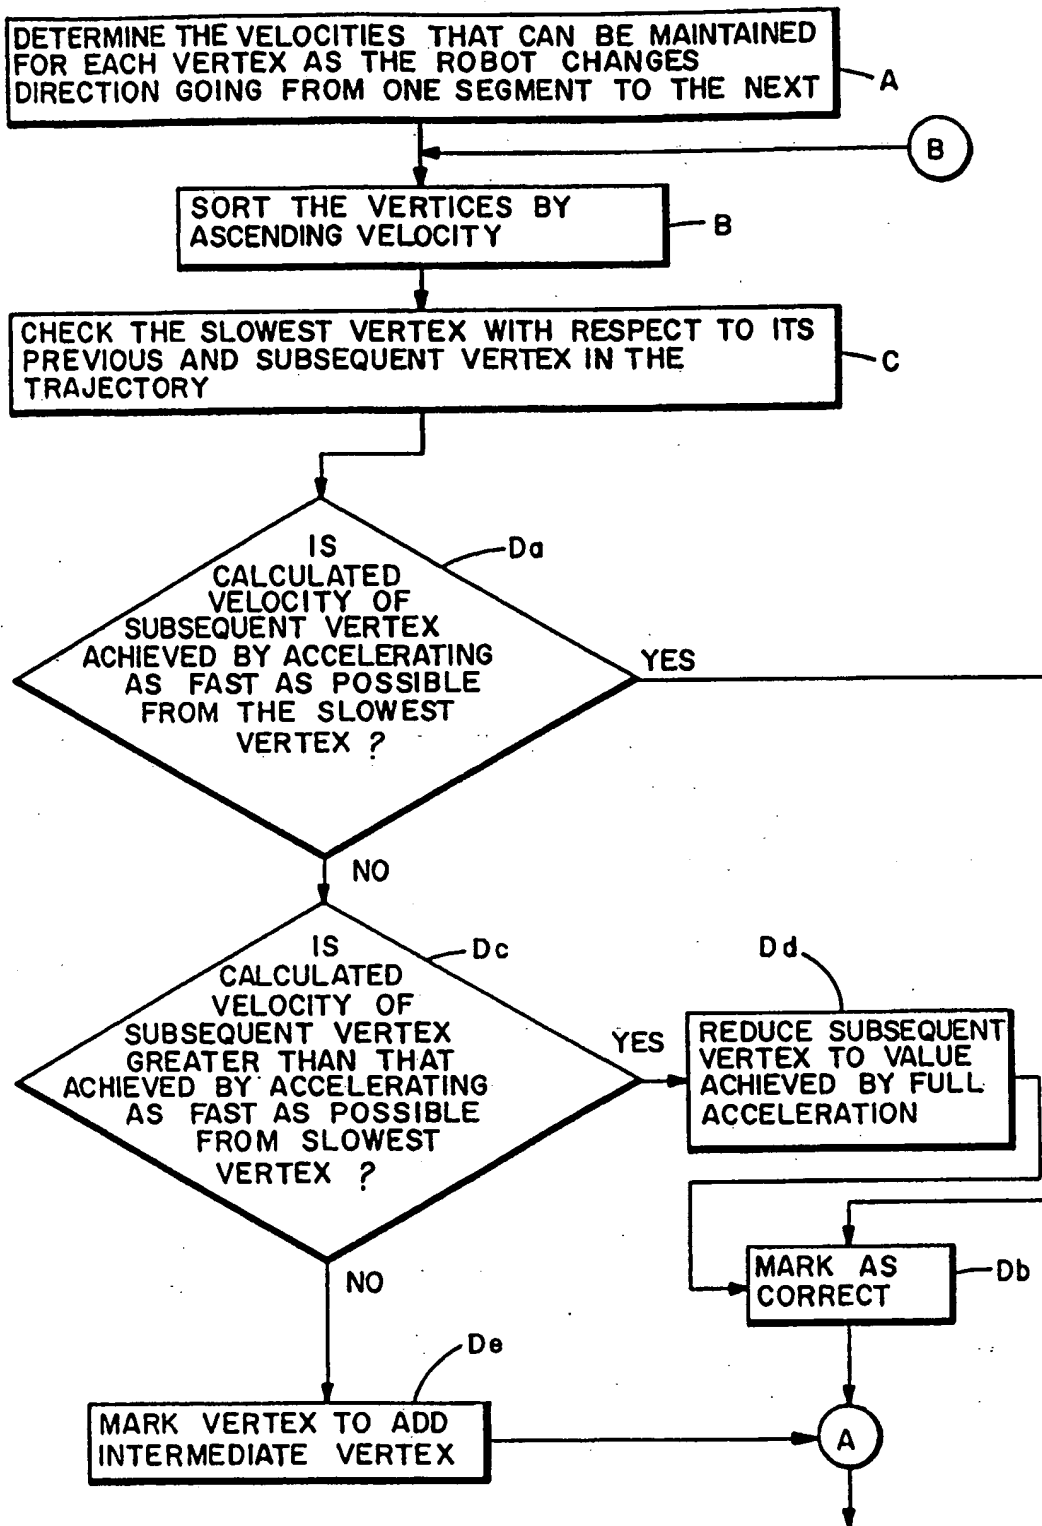 DETERMINE THE VELOCITIES THAT CAN BE MAINTAINED
FOR EACH VERTEX AS THE ROBOT CHANGES
DIRECTION GOING FROM ONE SEGMENT TO THE NEXT
A
B
SORT THE VERTICES BY
ASCENDING VELOCITY
B
CHECK THE SLOWEST VERTEX WITH RESPECT TO ITS
PREVIOUS AND SUBSEQUENT VERTEX IN THE
TRAJECTORY
C
IS
CALCULATED
VELOCITY OF
SUBSEQUENT VERTEX
ACHIEVED BY ACCELERATING
AS FAST AS POSSIBLE
FROM THE SLOWEST
VERTEX ?
Da
YES
NO
IS
CALCULATED
VELOCITY OF
SUBSEQUENT VERTEX
GREATER THAN THAT
ACHIEVED BY ACCELERATING
AS FAST AS POSSIBLE
FROM SLOWEST
VERTEX ?
Dc
YES
Dd
REDUCE SUBSEQUENT
VERTEX TO VALUE
ACHIEVED BY FULL
ACCELERATION
NO
MARK AS
CORRECT
Db
De
MARK VERTEX TO ADD
INTERMEDIATE VERTEX
A